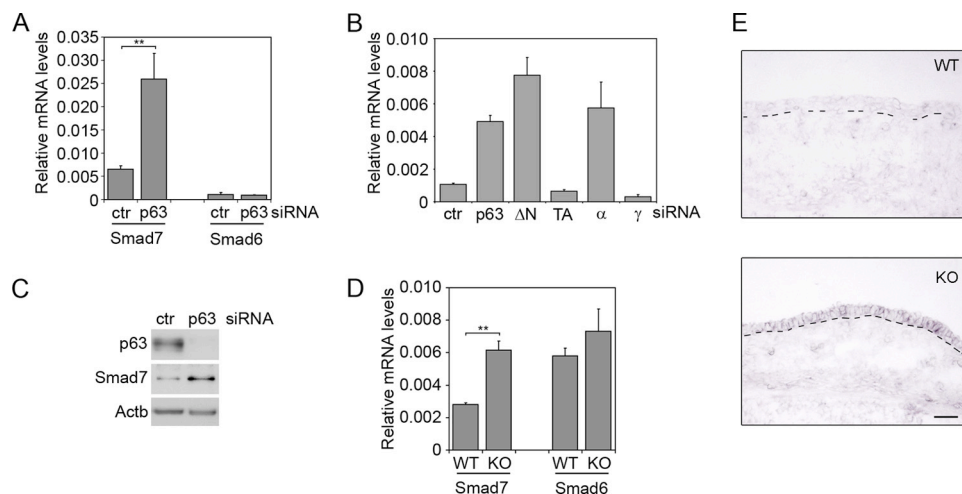 A
Relative mRNA levels
0.035
0.030
0.025
0.020
0.015
0.010
0.005
0.000
**
ctr p63 ctr p63 siRNA
Smad7 Smad6
B
Relative mRNA levels
0.010
0.008
0.006
0.004
0.002
0.000
ctr p63 ΔN TA α γ siRNA
C
ctr p63 siRNA
p63
Smad7
Actb
D
Relative mRNA levels
0.010
0.008
0.006
0.004
0.002
0
**
WT KO WT KO
Smad7 Smad6
E
WT
KO